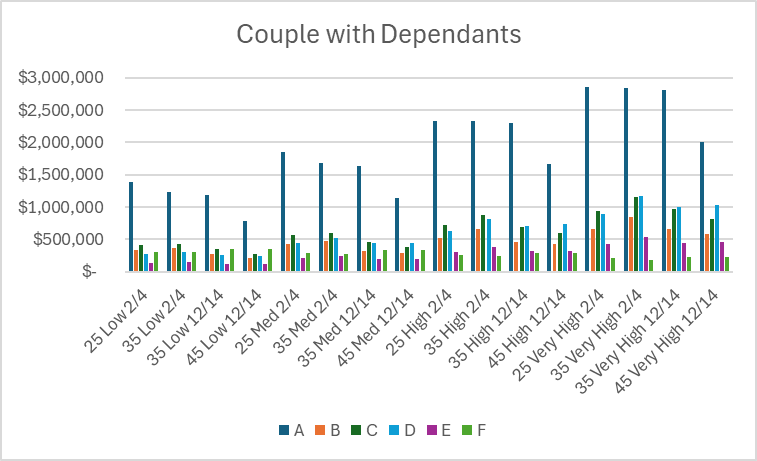 Couple with Dependants
$3,000,000
$2,500,000
$2,000,000
$1,500,000
$1,000,000
$500,000
$-
25 Low 2/4
35 Low 2/4
35 Low 12/14
45 Low 12/14
25 Med 2/4
35 Med 2/4
35 Med 12/14
45 Med 12/14
25 High 2/4
35 High 2/4
35 High 12/14
45 High 12/14
25 Very High 2/4
35 Very High 2/4
35 Very High 12/14
45 Very High 12/14
A B C D E F